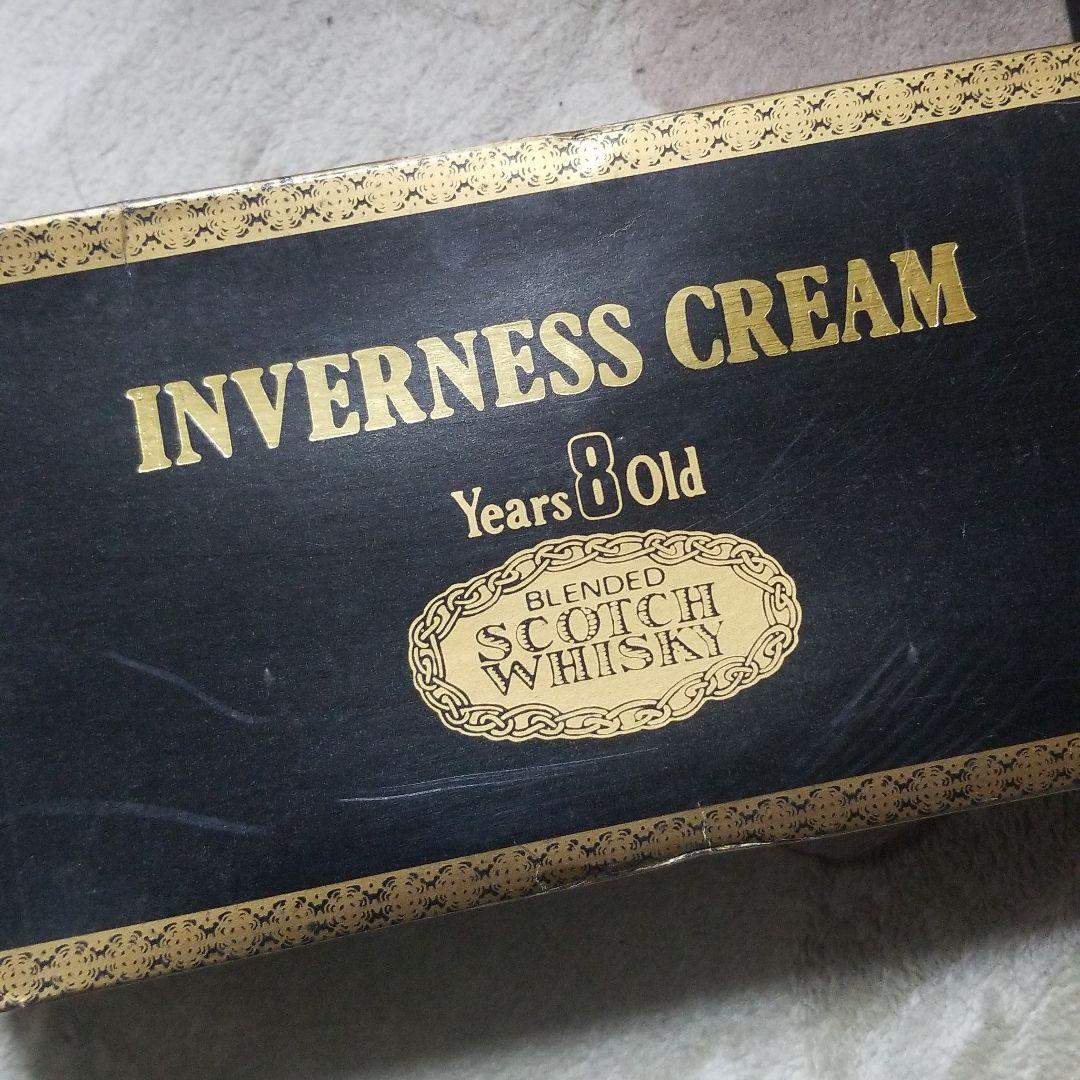 INVERNESS CREAM
Years 8 Old
BLENDED
SCOTCH
WHISKY